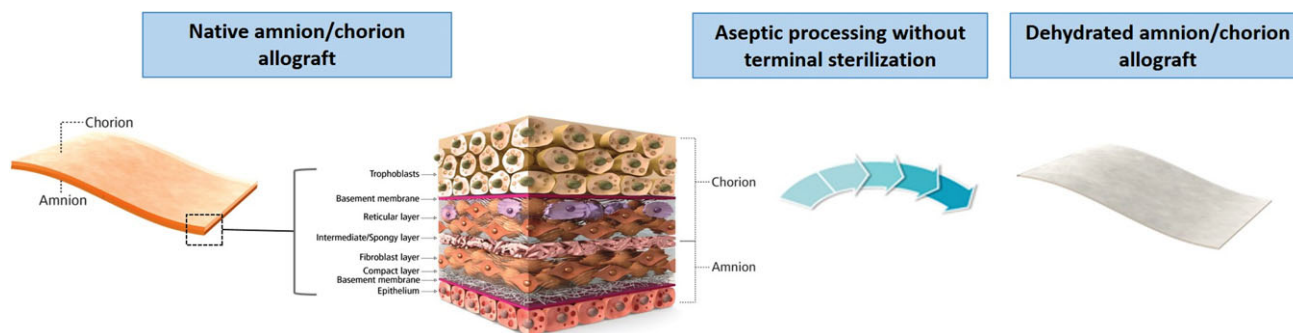 Native amnion/chorion
allograft
Aseptic processing without
terminal sterilization
Dehydrated amnion/chorion
allograft
Chorion
Amnion
Trophoblasts
Basement membrane
Reticular layer
Intermediate/Spongy layer
Fibroblast layer
Compact layer
Basement membrane
Epithelium
Chorion
Amnion